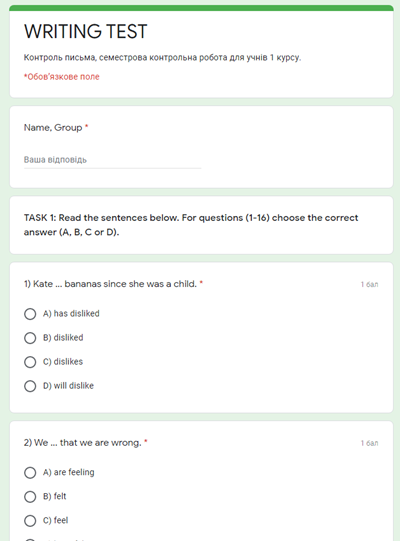 WRITING TEST
Контроль письма, семестрова контрольна робота для учнів 1 курсу.
*Обов'язкове поле
Name, Group *
Ваша відповідь
TASK 1: Read the sentences below. For questions (1-16) choose the correct
answer (A, B, C or D).
1) Kate ... bananas since she was a child. * 1 бал
A) has disliked
B) disliked
C) dislikes
D) will dislike
2) We ... that we are wrong. * 1 бал
A) are feeling
B) felt
C) feel